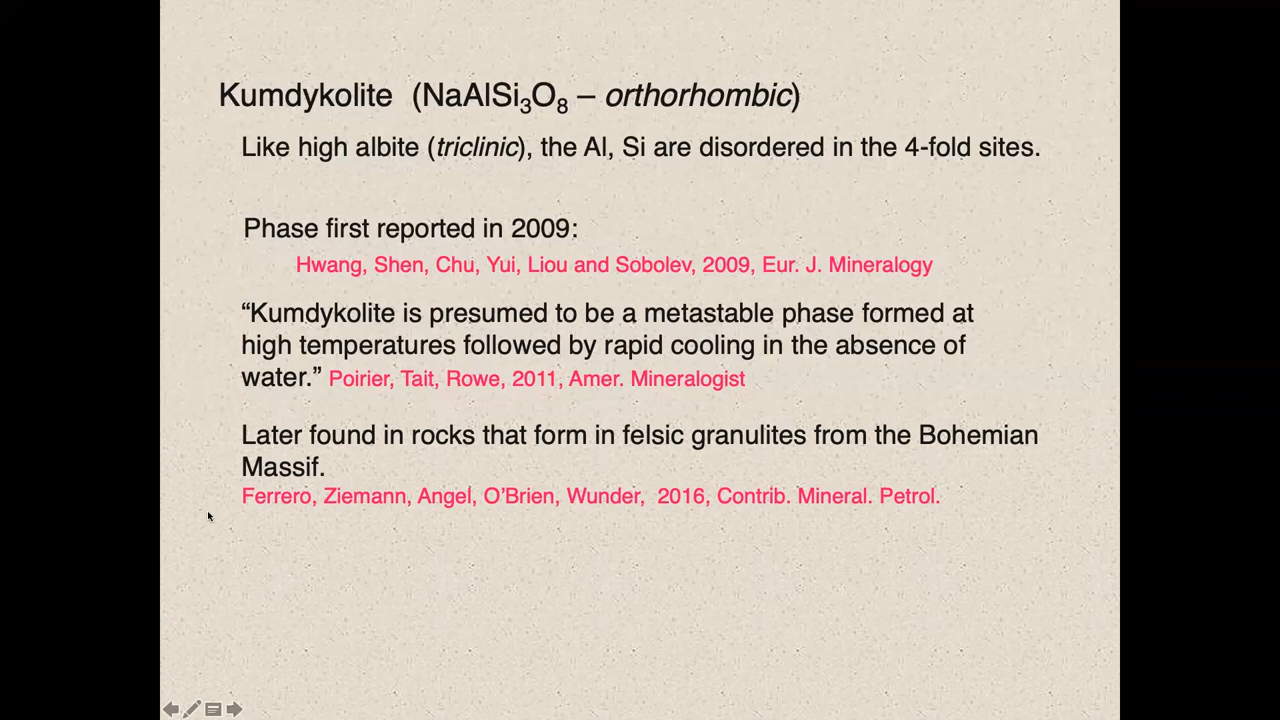 Kumdykolite (NaAlSi₃O₈ – orthorhombic)
Like high albite (triclinic), the Al, Si are disordered in the 4-fold sites.
Phase first reported in 2009:
Hwang, Shen, Chu, Yui, Liou and Sobolev, 2009, Eur. J. Mineralogy
“Kumdykolite is presumed to be a metastable phase formed at
high temperatures followed by rapid cooling in the absence of
water.” Poirier, Tait, Rowe, 2011, Amer. Mineralogist
Later found in rocks that form in felsic granulites from the Bohemian
Massif.
Ferrero, Ziemann, Angel, O’Brien, Wunder, 2016, Contrib. Mineral. Petrol.